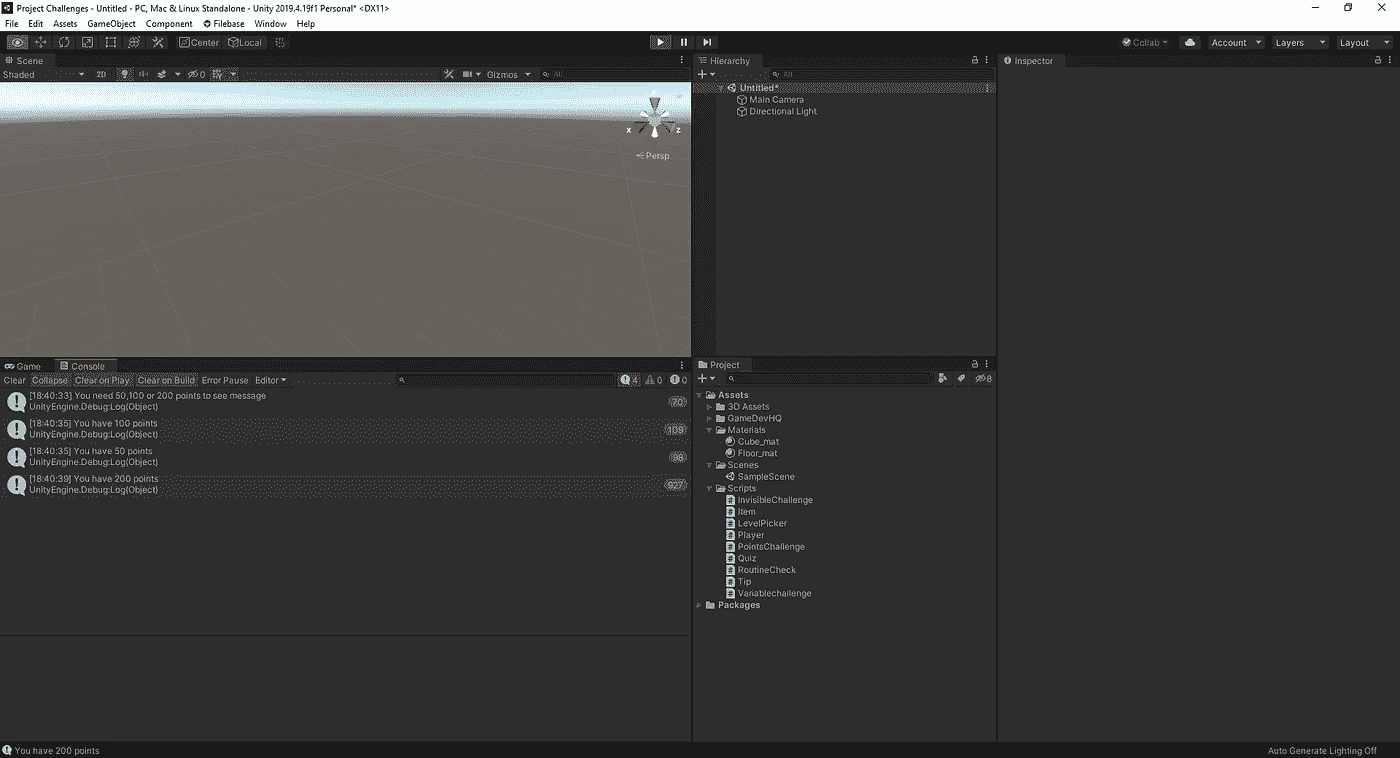 Project Challenges - Untitled - PC, Mac & Linux Standalone - Unity 2019.4.19f1 Personal* <DX11>
File Edit Assets GameObject Component Filebase Window Help
Center Local Collab Account Layers Layout
Scene
Shaded 2D 0 Gizmos All
X Z
Persp
Game Console
Clear Collapse Clear on Play Clear on Build Error Pause Editor 4 0 0
[18:40:33] You need 50,100 or 200 points to see message
UnityEngine.Debug:Log(Object)
70
[18:40:35] You have 100 points
UnityEngine.Debug:Log(Object)
109
[18:40:35] You have 50 points
UnityEngine.Debug:Log(Object)
98
[18:40:39] You have 200 points
UnityEngine.Debug:Log(Object)
927
Hierarchy
All
Untitled*
Main Camera
Directional Light
Project
8
Assets
3D Assets
GameDevHQ
Materials
Cube_mat
Floor_mat
Scenes
SampleScene
Scripts
InvisibleChallenge
Item
LevelPicker
Player
PointsChallenge
Quiz
RoutineCheck
Tip
Variablechallenge
Packages
Inspector
You have 200 points
Auto Generate Lighting Off